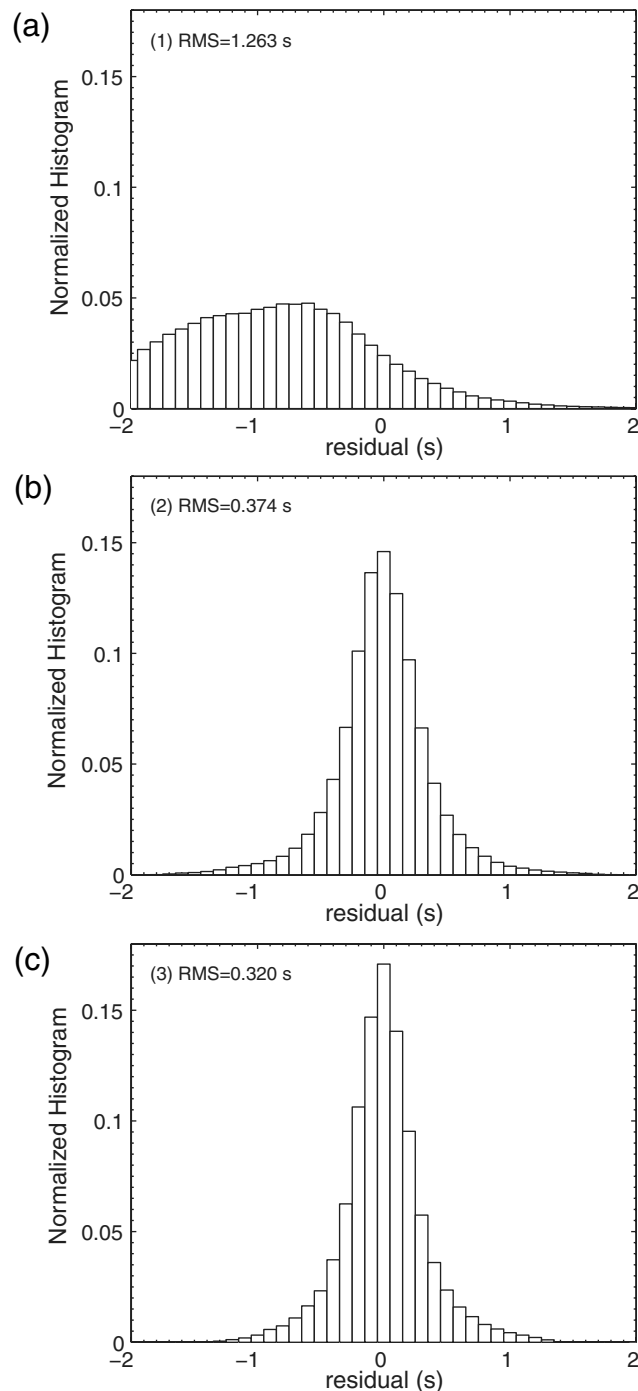 (a)
(1) RMS=1.263 s
Normalized Histogram
0.15
0.1
0.05
0
−2 −1 0 1 2
residual (s)
(b)
(2) RMS=0.374 s
Normalized Histogram
0.15
0.1
0.05
0
−2 −1 0 1 2
residual (s)
(c)
(3) RMS=0.320 s
Normalized Histogram
0.15
0.1
0.05
0
−2 −1 0 1 2
residual (s)